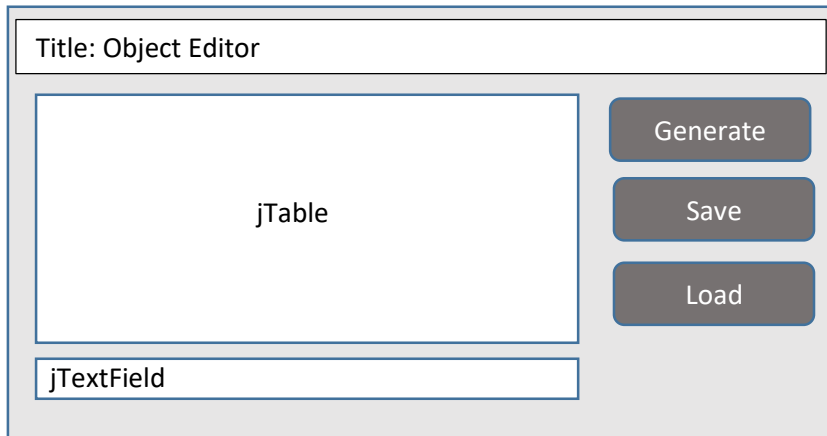 Title: Object Editor
Generate
jTable
Save
Load
jTextField